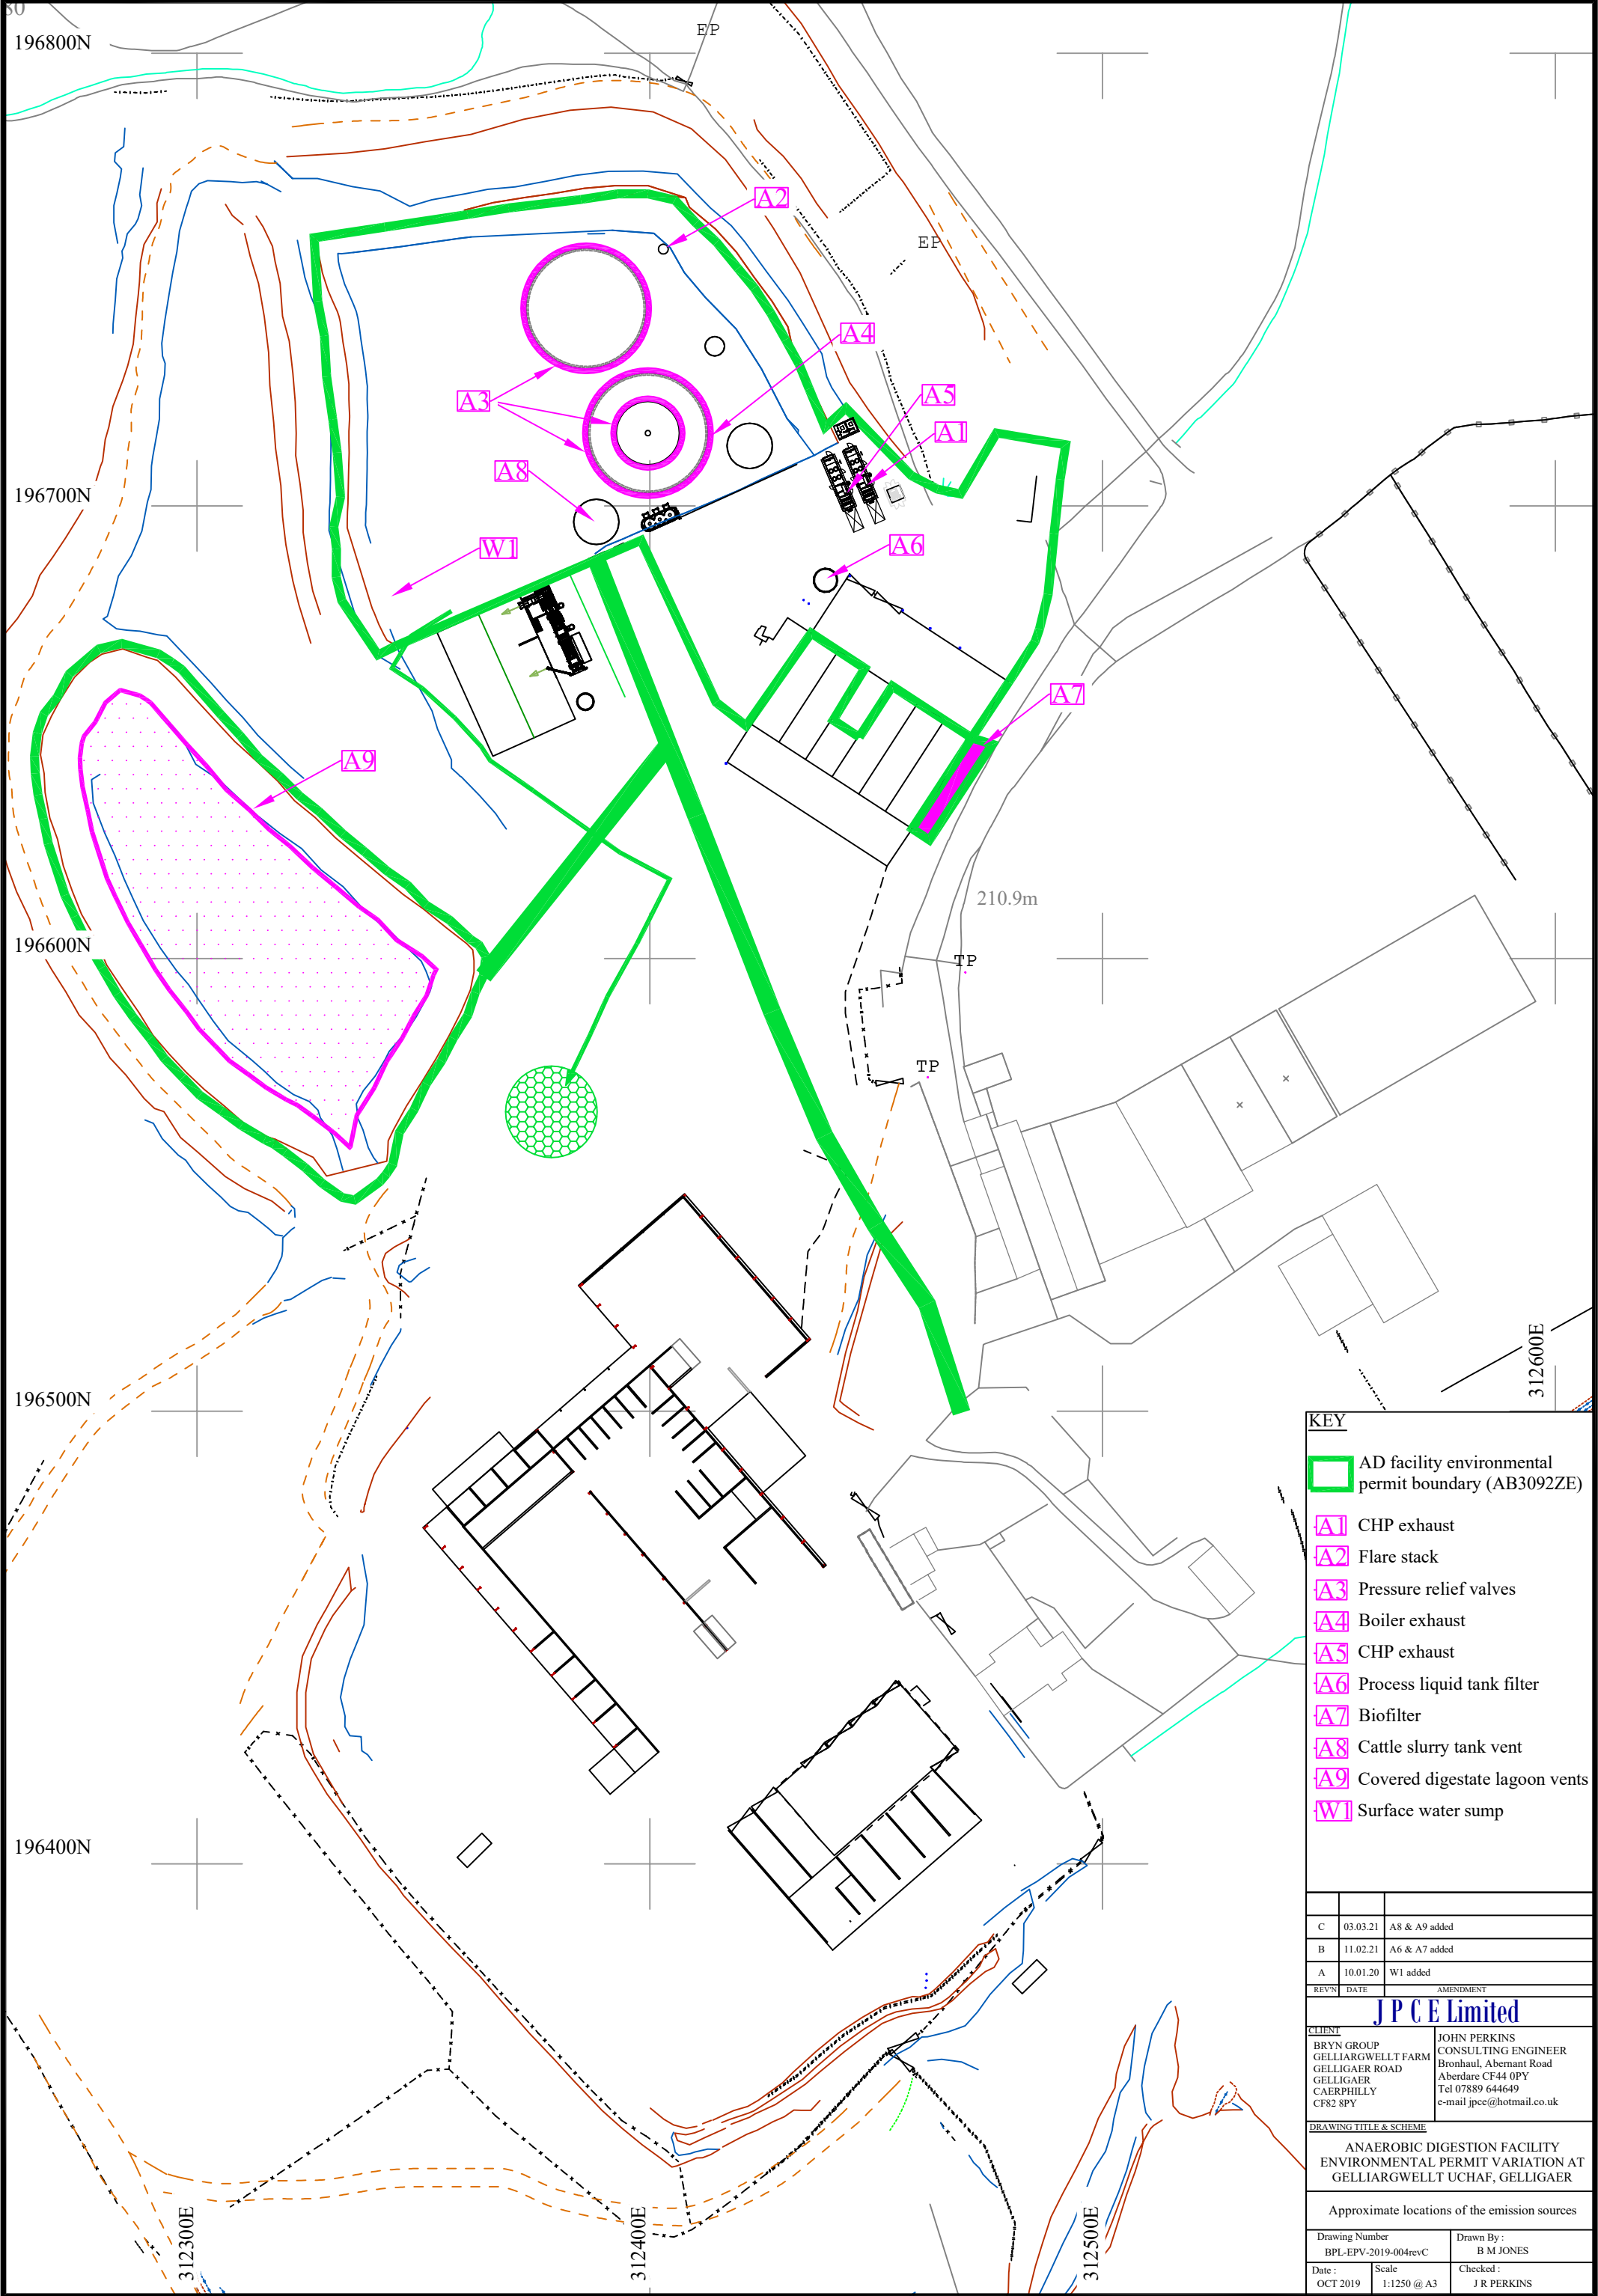 80
196800N
EP
A2
EP
A4
A3
A5
A1
A8
196700N
W1
A6
A7
A9
210.9m
196600N
TP
TP
312600E
196500N
196400N
312300E
312400E
312500E
KEY
AD facility environmental
permit boundary (AB3092ZE)
A1 CHP exhaust
A2 Flare stack
A3 Pressure relief valves
A4 Boiler exhaust
A5 CHP exhaust
A6 Process liquid tank filter
A7 Biofilter
A8 Cattle slurry tank vent
A9 Covered digestate lagoon vents
W1 Surface water sump
C 03.03.21 A8 & A9 added
B 11.02.21 A6 & A7 added
A 10.01.20 W1 added
REV'N DATE AMENDMENT
J P C E Limited
CLIENT
BRYN GROUP
GELLIARGWELLT FARM
GELLIGAER ROAD
GELLIGAER
CAERPHILLY
CF82 8PY
JOHN PERKINS
CONSULTING ENGINEER
Bronhaul, Abernant Road
Aberdare CF44 0PY
Tel 07889 644649
e-mail jpce@hotmail.co.uk
DRAWING TITLE & SCHEME
ANAEROBIC DIGESTION FACILITY
ENVIRONMENTAL PERMIT VARIATION AT
GELLIARGWELLT UCHAF, GELLIGAER
Approximate locations of the emission sources
Drawing Number
BPL-EPV-2019-004revC
Drawn By :
B M JONES
Date :
OCT 2019
Scale
1:1250 @ A3
Checked :
J R PERKINS